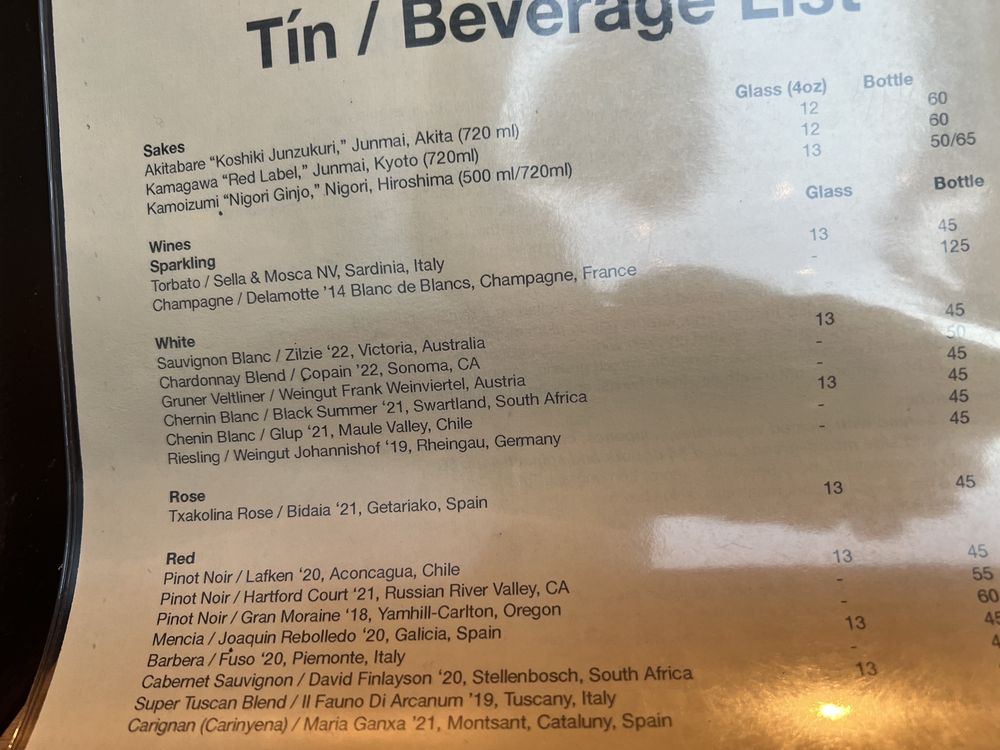 Tín / Beverage List
Glass (4oz) Bottle
Sakes
Akitabare “Koshiki Junzukuri,” Junmai, Akita (720 ml) 12 60
Kamagawa “Red Label,” Junmai, Kyoto (720ml) 12 60
Kamoizumi “Nigori Ginjo,” Nigori, Hiroshima (500 ml/720ml) 13 50/65
Glass Bottle
Wines
Sparkling
Torbato / Sella & Mosca NV, Sardinia, Italy 13 45
Champagne / Delamotte ’14 Blanc de Blancs, Champagne, France - 125
White
Sauvignon Blanc / Zilzie ‘22, Victoria, Australia 13 45
Chardonnay Blend / Copain ’22, Sonoma, CA - 50
Gruner Veltliner / Weingut Frank Weinviertel, Austria - 45
Chernin Blanc / Black Summer ‘21, Swartland, South Africa 13 45
Chenin Blanc / Glup ‘21, Maule Valley, Chile - 45
Riesling / Weingut Johannishof ‘19, Rheingau, Germany - 45
Rose
Txakolina Rose / Bidaia ‘21, Getariako, Spain 13 45
Red
Pinot Noir / Lafken ‘20, Aconcagua, Chile 13 45
Pinot Noir / Hartford Court ‘21, Russian River Valley, CA - 55
Pinot Noir / Gran Moraine ‘18, Yamhill-Carlton, Oregon - 60
Mencia / Joaquin Rebolledo ‘20, Galicia, Spain 13 45
Barbera / Fuso ‘20, Piemonte, Italy -
Cabernet Sauvignon / David Finlayson ‘20, Stellenbosch, South Africa 13
Super Tuscan Blend / Il Fauno Di Arcanum ‘19, Tuscany, Italy
Carignan (Carinyena) / Maria Ganxa ‘21, Montsant, Cataluny, Spain